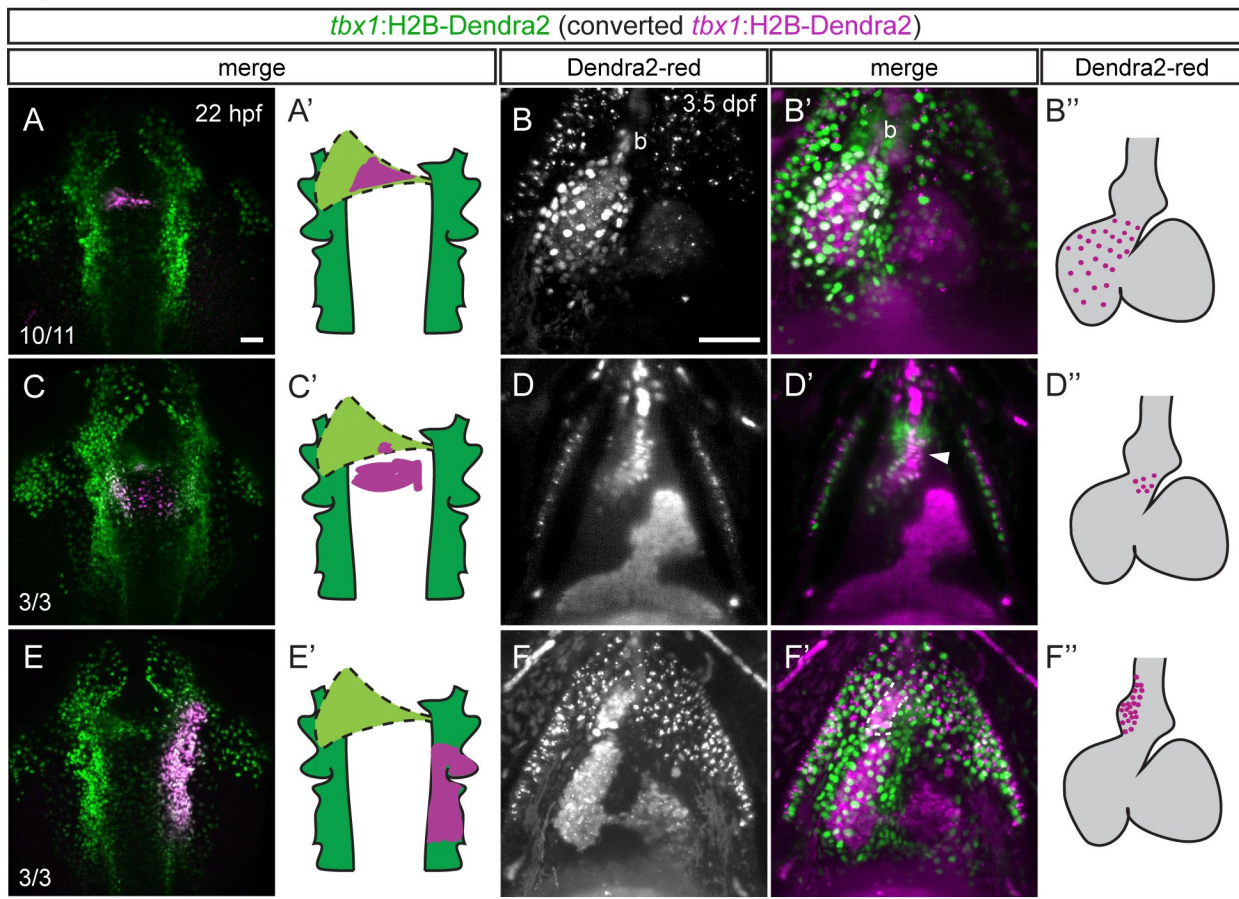 tbx1:H2B-Dendra2 (converted tbx1:H2B-Dendra2)
merge
Dendra2-red
merge
Dendra2-red
A
22 hpf
10/11
A'
B
3.5 dpf
b
B'
b
B''
C
3/3
C'
D
D'
D''
E
3/3
E'
F
F'
F''